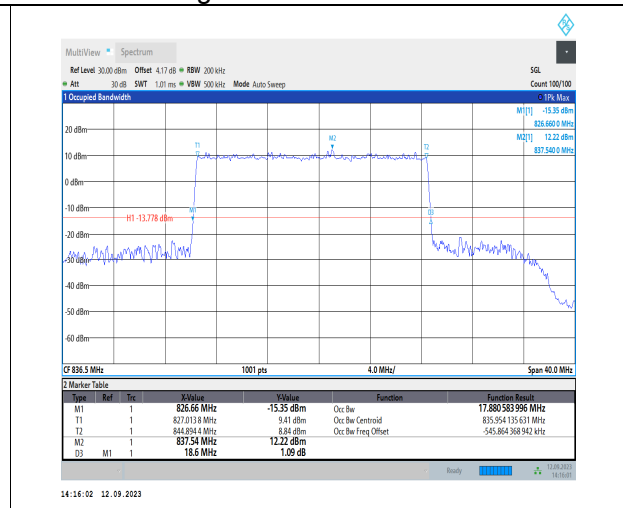 MultiView Spectrum
Ref Level 30.00 dBm Offset 4.17 dB RBW 200 kHz SGL
Att 30 dB SWT 1.01 ms VBW 500 kHz Mode Auto Sweep Count 100/100
1 Occupied Bandwidth 1Pk Max
M1[1] -15.35 dBm
826.660 0 MHz
M2[1] 12.22 dBm
837.540 0 MHz
20 dBm
T1 M2 T2
10 dBm
0 dBm
-10 dBm
M1 D3
H1 -13.778 dBm
-20 dBm
-30 dBm
-40 dBm
-50 dBm
-60 dBm
CF 836.5 MHz 1001 pts 4.0 MHz/ Span 40.0 MHz
2 Marker Table
Type Ref Trc X-Value Y-Value Function Function Result
M1 1 826.66 MHz -15.35 dBm Occ Bw 17.880 583 996 MHz
T1 1 827.013 8 MHz 9.41 dBm Occ Bw Centroid 835.954 135 631 MHz
T2 1 844.894 4 MHz 8.84 dBm Occ Bw Freq Offset -545.864 368 942 kHz
M2 1 837.54 MHz 12.22 dBm
D3 M1 1 18.6 MHz 1.09 dB
Ready 12.09.2023
14:16:01
14:16:02 12.09.2023